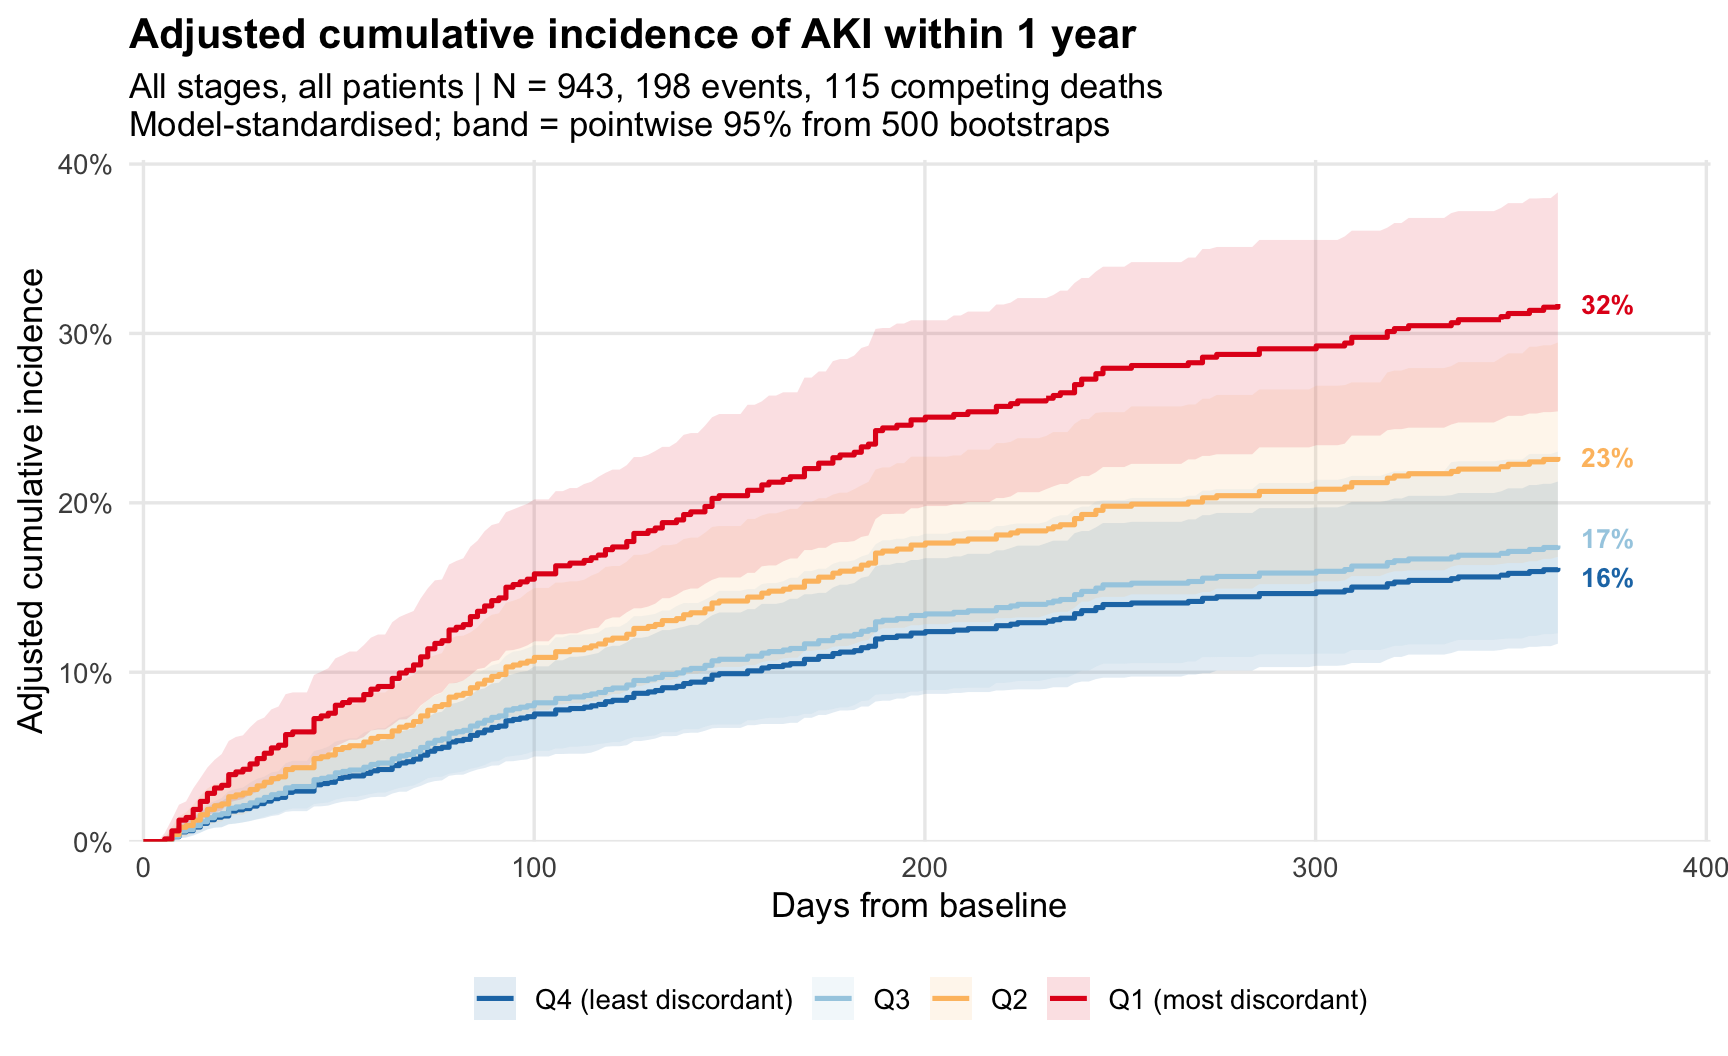 Adjusted cumulative incidence of AKI within 1 year
All stages, all patients | N = 943, 198 events, 115 competing deaths
Model-standardised; band = pointwise 95% from 500 bootstraps
Adjusted cumulative incidence
40%
30%
20%
10%
0%
32%
23%
17%
16%
0
100
200
300
400
Days from baseline
Q4 (least discordant)
Q3
Q2
Q1 (most discordant)